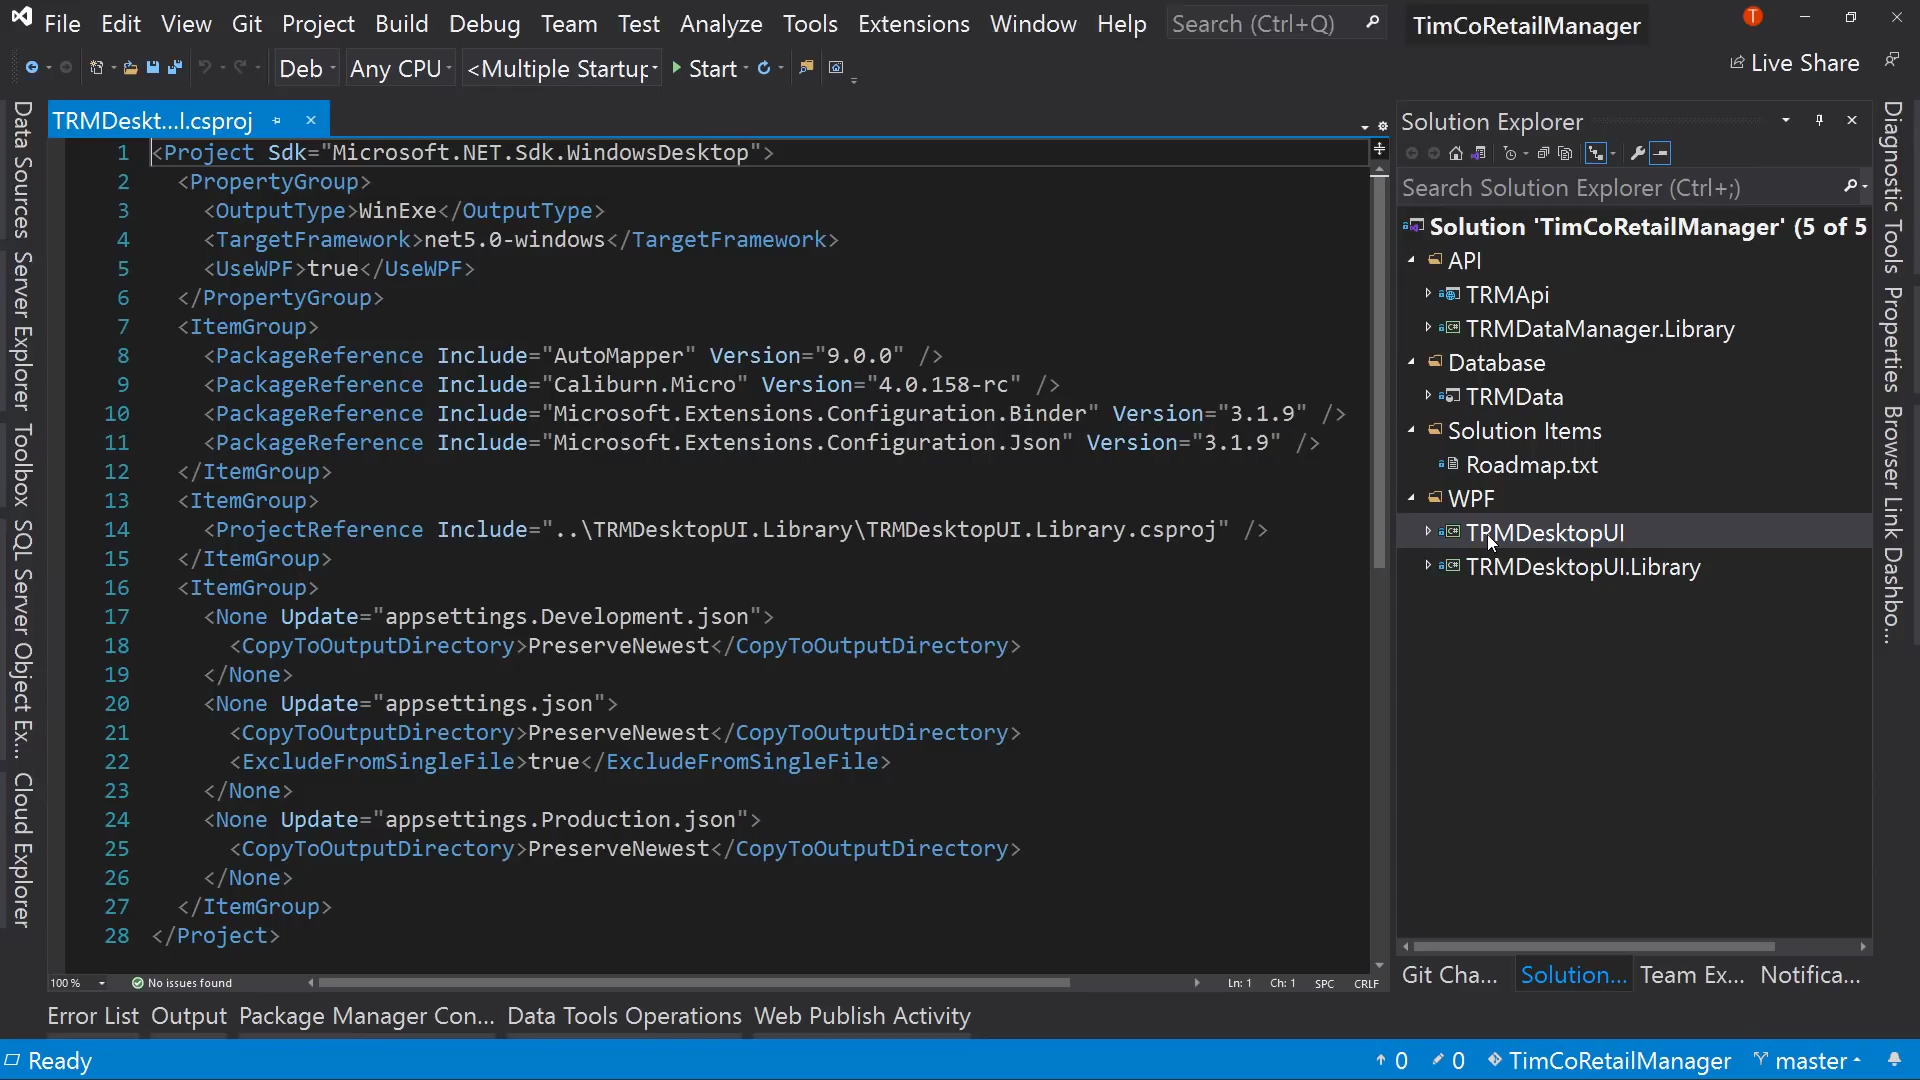 File Edit View Git Project Build Debug Team Test Analyze Tools Extensions Window Help Search (Ctrl+Q) TimCoRetailManager T
Deb Any CPU <Multiple Startup Start Live Share
TRMDeskt...l.csproj
1 <Project Sdk="Microsoft.NET.Sdk.WindowsDesktop">
2 <PropertyGroup>
3 <OutputType>WinExe</OutputType>
4 <TargetFramework>net5.0-windows</TargetFramework>
5 <UseWPF>true</UseWPF>
6 </PropertyGroup>
7 <ItemGroup>
8 <PackageReference Include="AutoMapper" Version="9.0.0" />
9 <PackageReference Include="Caliburn.Micro" Version="4.0.158-rc" />
10 <PackageReference Include="Microsoft.Extensions.Configuration.Binder" Version="3.1.9" />
11 <PackageReference Include="Microsoft.Extensions.Configuration.Json" Version="3.1.9" />
12 </ItemGroup>
13 <ItemGroup>
14 <ProjectReference Include="..\TRMDesktopUI.Library\TRMDesktopUI.Library.csproj" />
15 </ItemGroup>
16 <ItemGroup>
17 <None Update="appsettings.Development.json">
18 <CopyToOutputDirectory>PreserveNewest</CopyToOutputDirectory>
19 </None>
20 <None Update="appsettings.json">
21 <CopyToOutputDirectory>PreserveNewest</CopyToOutputDirectory>
22 <ExcludeFromSingleFile>true</ExcludeFromSingleFile>
23 </None>
24 <None Update="appsettings.Production.json">
25 <CopyToOutputDirectory>PreserveNewest</CopyToOutputDirectory>
26 </None>
27 </ItemGroup>
28 </Project>
100 % No issues found Ln: 1 Ch: 1 SPC CRLF
Data Sources
Server Explorer
Toolbox
SQL Server Object Ex...
Cloud Explorer
Solution Explorer
Search Solution Explorer (Ctrl+;)
Solution 'TimCoRetailManager' (5 of 5
API
TRMApi
TRMDataManager.Library
Database
TRMData
Solution Items
Roadmap.txt
WPF
TRMDesktopUI
TRMDesktopUI.Library
Git Cha... Solution... Team Ex... Notifica...
Diagnostic Tools
Properties
Browser Link Dashbo...
Error List Output Package Manager Con... Data Tools Operations Web Publish Activity
Ready 0 0 TimCoRetailManager master